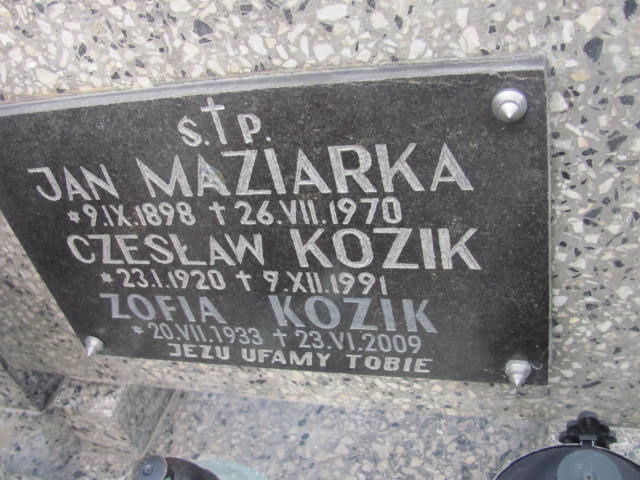 Ś.†P.
JAN MAZIARKA
*9.IX.1898 †26.VII.1970
CZESŁAW KOZIK
*23.I.1920 †9.XII.1991
ZOFIA KOZIK
*20.VII.1933 †23.VI.2009
JEZU UFAMY TOBIE